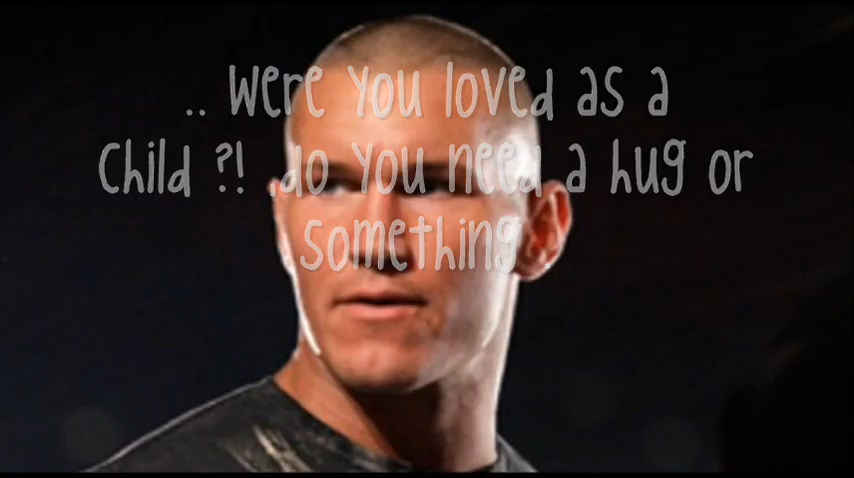 .. Were You loved as a
Child ?! .do You need a hug or
something